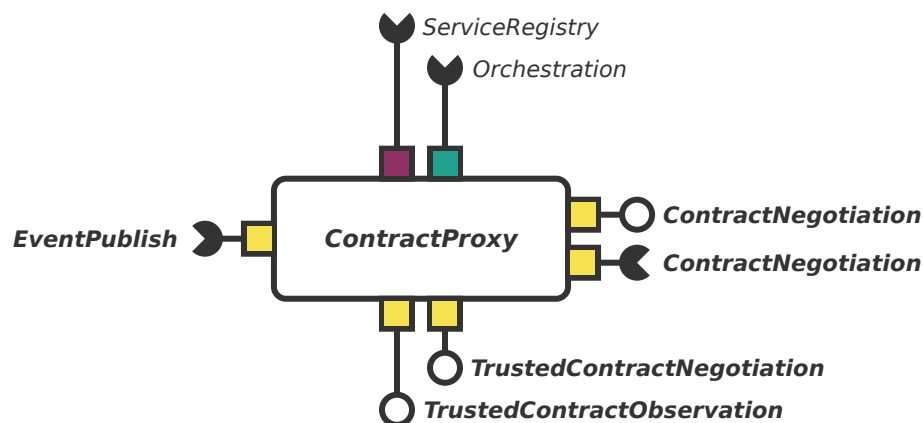 ServiceRegistry
Orchestration
ContractNegotiation
EventPublish
ContractProxy
ContractNegotiation
TrustedContractNegotiation
TrustedContractObservation